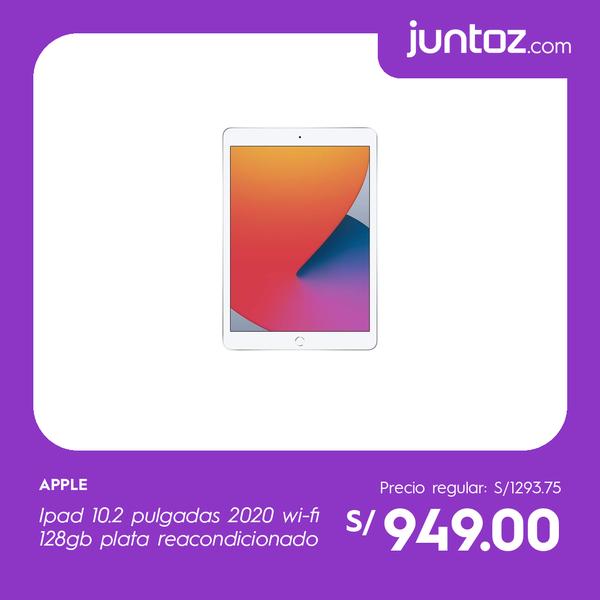 juntoz.com
APPLE
Ipad 10.2 pulgadas 2020 wi-fi
128gb plata reacondicionado
Precio regular: S/1293.75
S/949.00